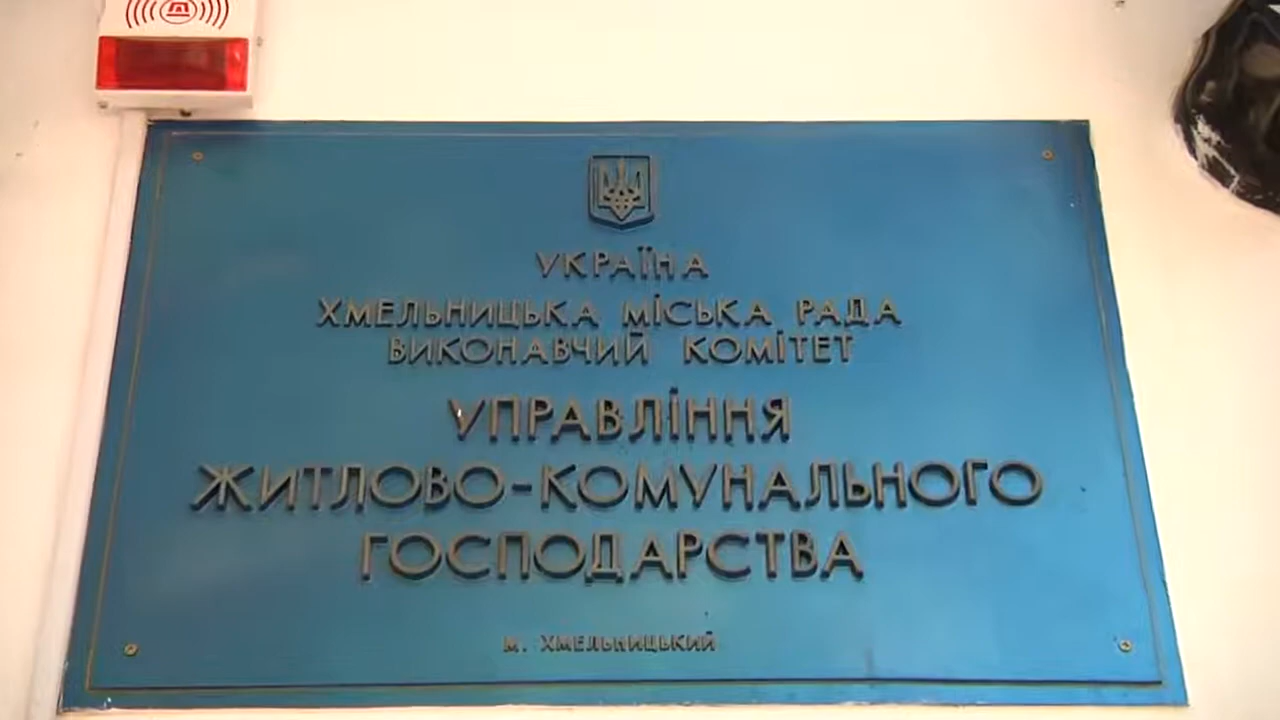 УКРАЇНА
ХМЕЛЬНИЦЬКА МІСЬКА РАДА
ВИКОНАВЧИЙ КОМІТЕТ
УПРАВЛІННЯ
ЖИТЛОВО-КОМУНАЛЬНОГО
ГОСПОДАРСТВА
м. ХМЕЛЬНИЦЬКИЙ